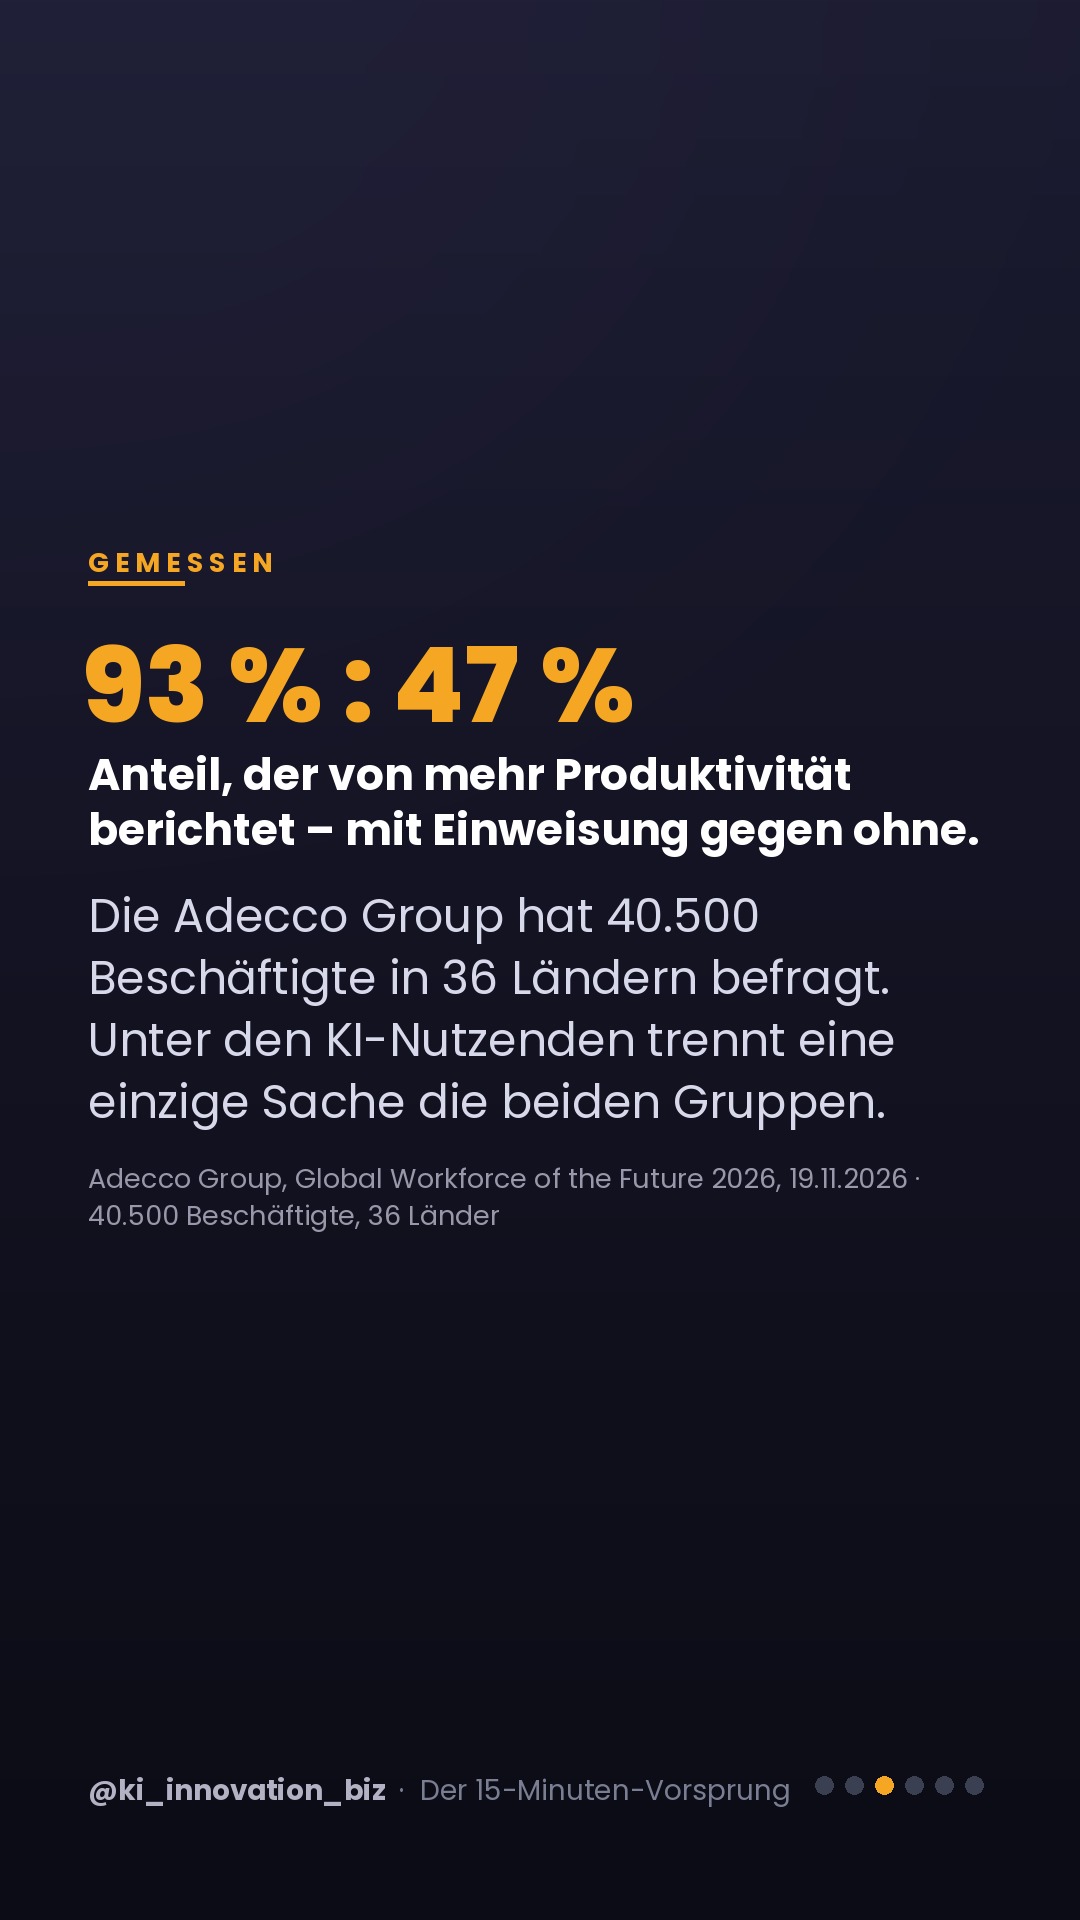 GEMESSEN
93 % : 47 %
Anteil, der von mehr Produktivität
berichtet – mit Einweisung gegen ohne.
Die Adecco Group hat 40.500
Beschäftigte in 36 Ländern befragt.
Unter den KI-Nutzenden trennt eine
einzige Sache die beiden Gruppen.
Adecco Group, Global Workforce of the Future 2026, 19.11.2026 ·
40.500 Beschäftigte, 36 Länder
@ki_innovation_biz · Der 15-Minuten-Vorsprung